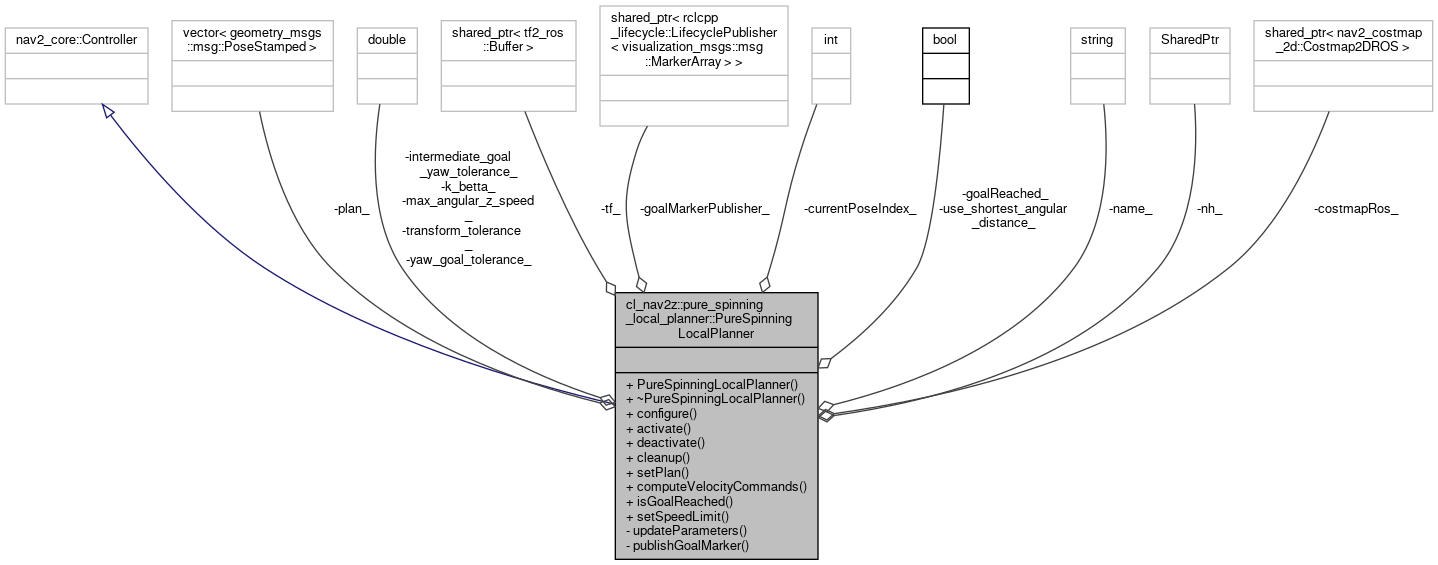 nav2_core::Controller
vector< geometry_msgs
::msg::PoseStamped >
double
shared_ptr< tf2_ros
::Buffer >
shared_ptr< rclcpp
_lifecycle::LifecyclePublisher
< visualization_msgs::msg
::MarkerArray > >
int
bool
string
SharedPtr
shared_ptr< nav2_costmap
_2d::Costmap2DROS >
-plan_
-intermediate_goal
_yaw_tolerance_
-k_betta_
-max_angular_z_speed
_
-transform_tolerance
_
-yaw_goal_tolerance_
-tf_
-goalMarkerPublisher_
-currentPoseIndex_
-goalReached_
-use_shortest_angular
_distance_
-name_
-nh_
-costmapRos_
cl_nav2z::pure_spinning
_local_planner::PureSpinning
LocalPlanner
+ PureSpinningLocalPlanner()
+ ~PureSpinningLocalPlanner()
+ configure()
+ activate()
+ deactivate()
+ cleanup()
+ setPlan()
+ computeVelocityCommands()
+ isGoalReached()
+ setSpeedLimit()
- updateParameters()
- publishGoalMarker()